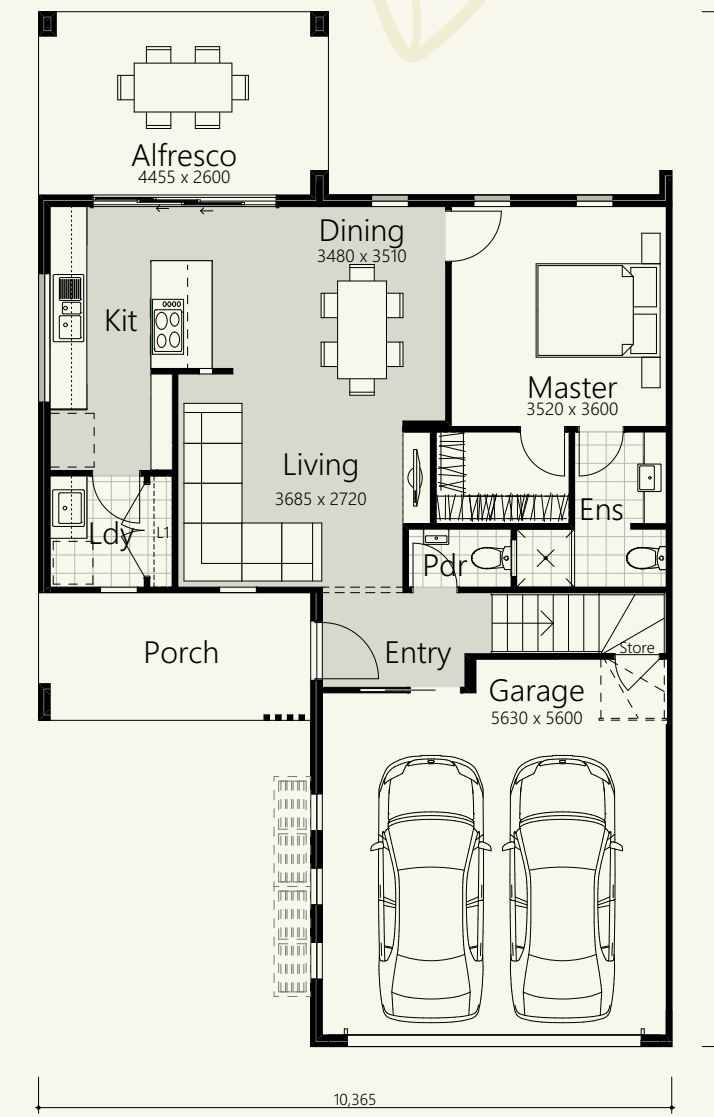 Alfresco
4455 x 2600
Dining
3480 x 3510
Kit
Master
3520 x 3600
Living
3685 x 2720
Ens
Ldy
L1
Pdr
Porch
Entry
Store
Garage
5630 x 5600
10,365